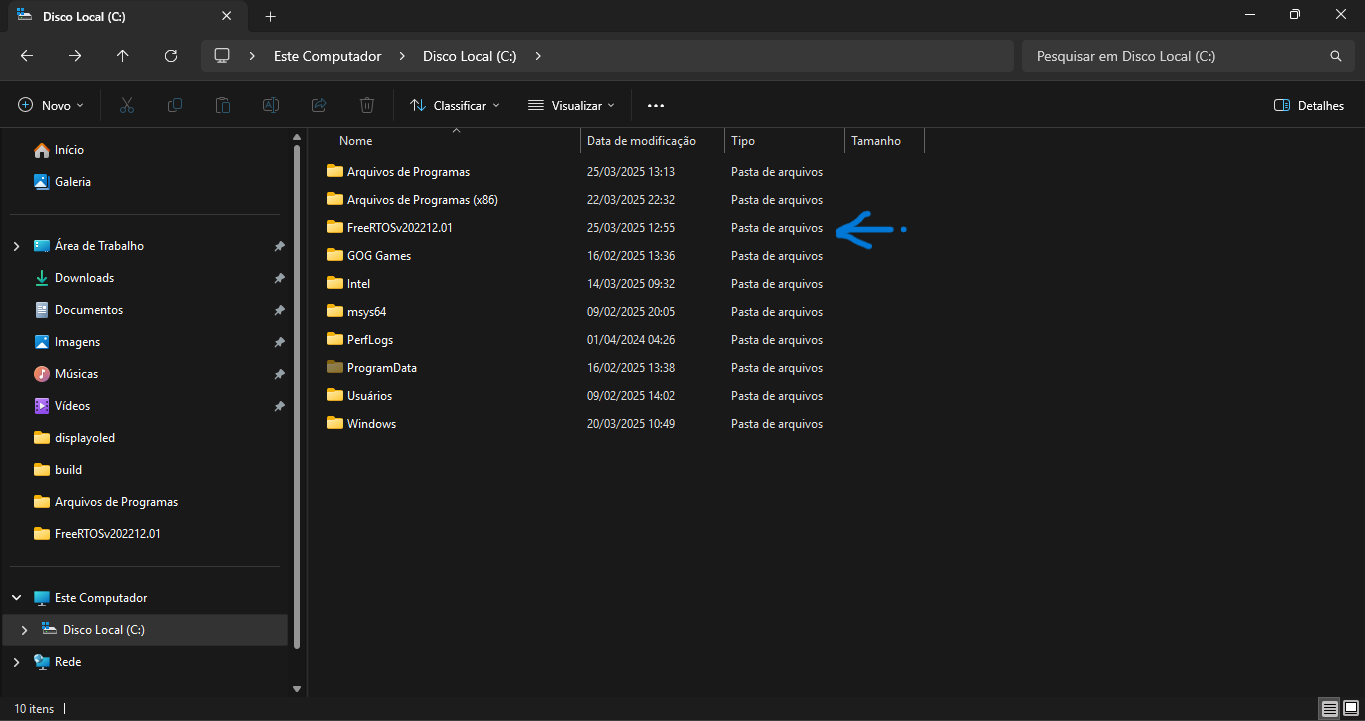 Disco Local (C:)
Este Computador > Disco Local (C:) >
Pesquisar em Disco Local (C:)
Novo
Classificar
Visualizar
Detalhes
Início
Galeria
Área de Trabalho
Downloads
Documentos
Imagens
Músicas
Vídeos
displayoled
build
Arquivos de Programas
FreeRTOSv202212.01
Este Computador
Disco Local (C:)
Rede
Nome Data de modificação Tipo Tamanho
Arquivos de Programas 25/03/2025 13:13 Pasta de arquivos
Arquivos de Programas (x86) 22/03/2025 22:32 Pasta de arquivos
FreeRTOSv202212.01 25/03/2025 12:55 Pasta de arquivos
GOG Games 16/02/2025 13:36 Pasta de arquivos
Intel 14/03/2025 09:32 Pasta de arquivos
msys64 09/02/2025 20:05 Pasta de arquivos
PerfLogs 01/04/2024 04:26 Pasta de arquivos
ProgramData 16/02/2025 13:38 Pasta de arquivos
Usuários 09/02/2025 14:02 Pasta de arquivos
Windows 20/03/2025 10:49 Pasta de arquivos
10 itens